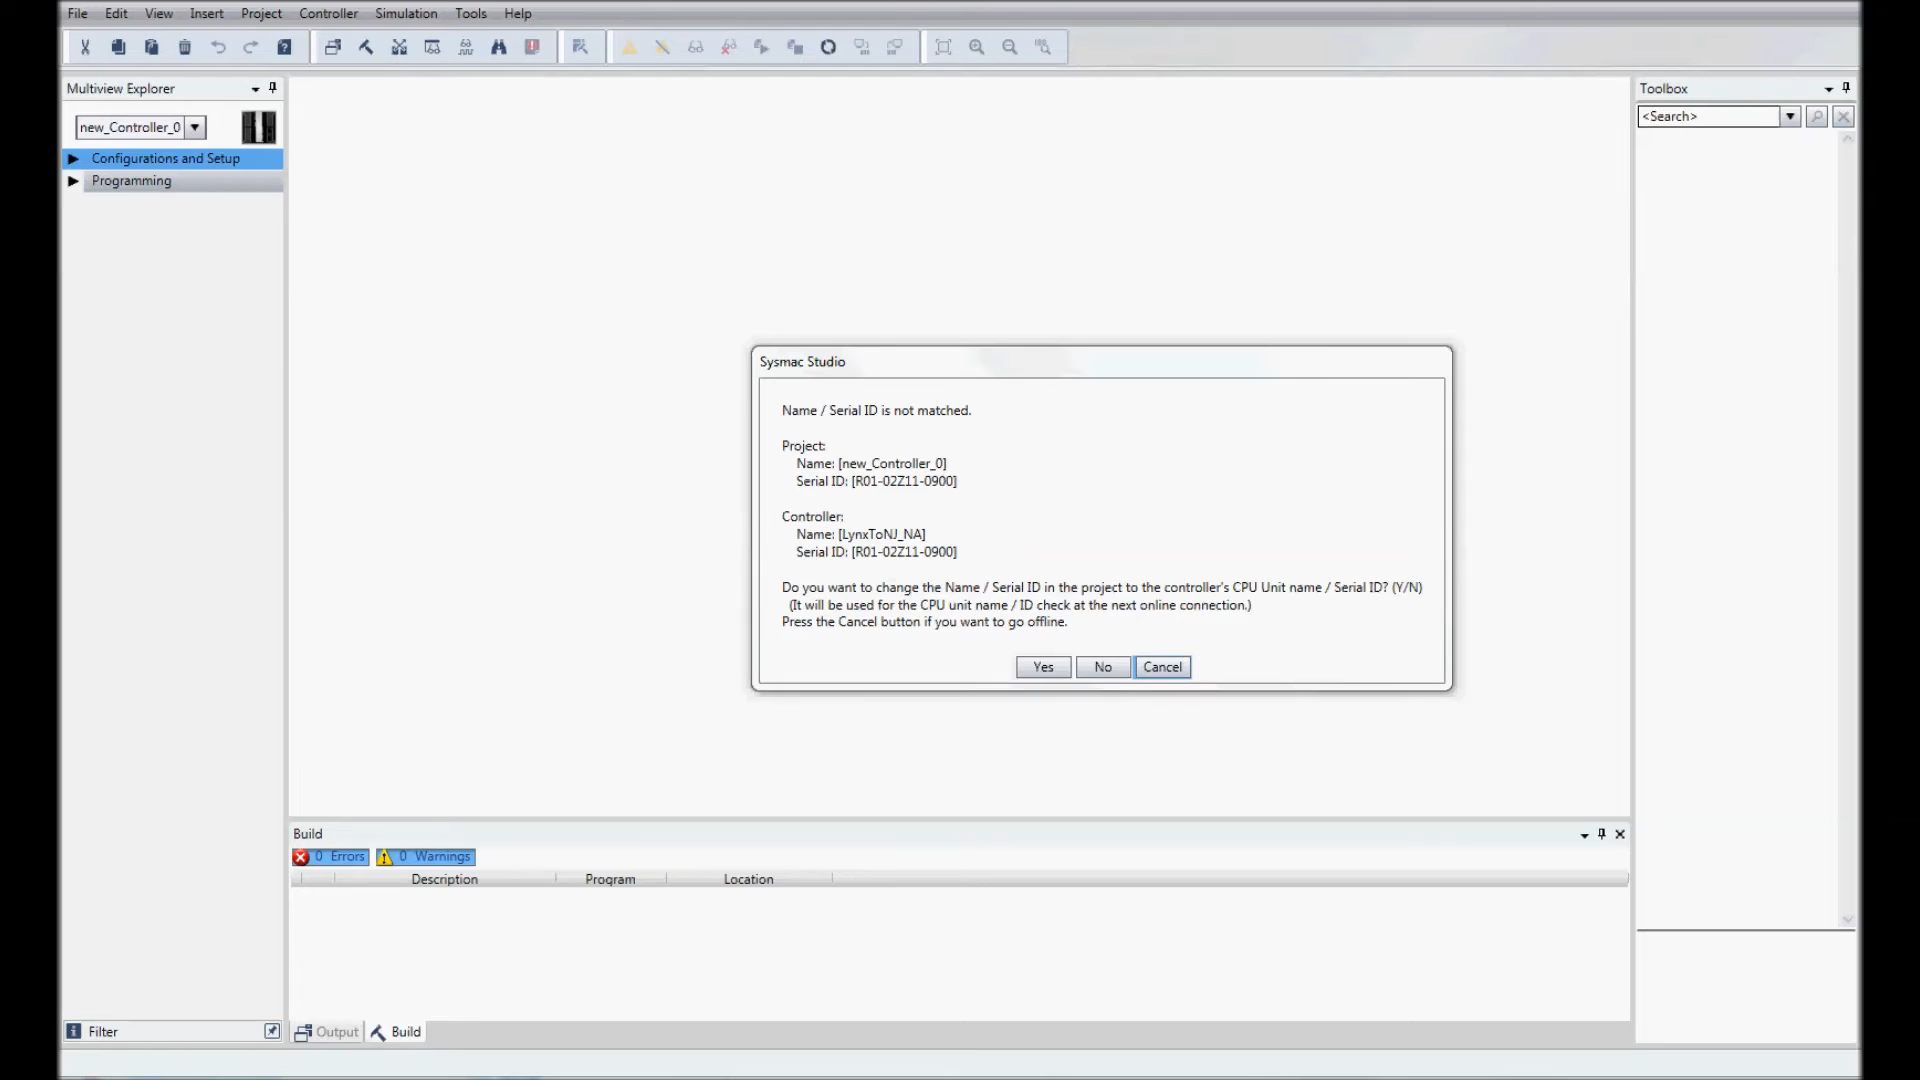 File Edit View Insert Project Controller Simulation Tools Help
Multiview Explorer
new_Controller_0
Configurations and Setup
Programming
Toolbox
<Search>
Sysmac Studio
Name / Serial ID is not matched.
Project:
Name: [new_Controller_0]
Serial ID: [R01-02Z11-0900]
Controller:
Name: [LynxToNJ_NA]
Serial ID: [R01-02Z11-0900]
Do you want to change the Name / Serial ID in the project to the controller's CPU Unit name / Serial ID? (Y/N)
(It will be used for the CPU unit name / ID check at the next online connection.)
Press the Cancel button if you want to go offline.
Yes No Cancel
Build
0 Errors 0 Warnings
Description Program Location
Filter
Output Build